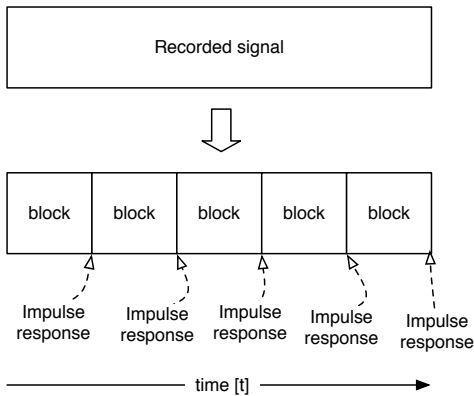 Recorded signal
block block block block block
Impulse
response
Impulse
response
Impulse
response
Impulse
response
Impulse
response
time [t]